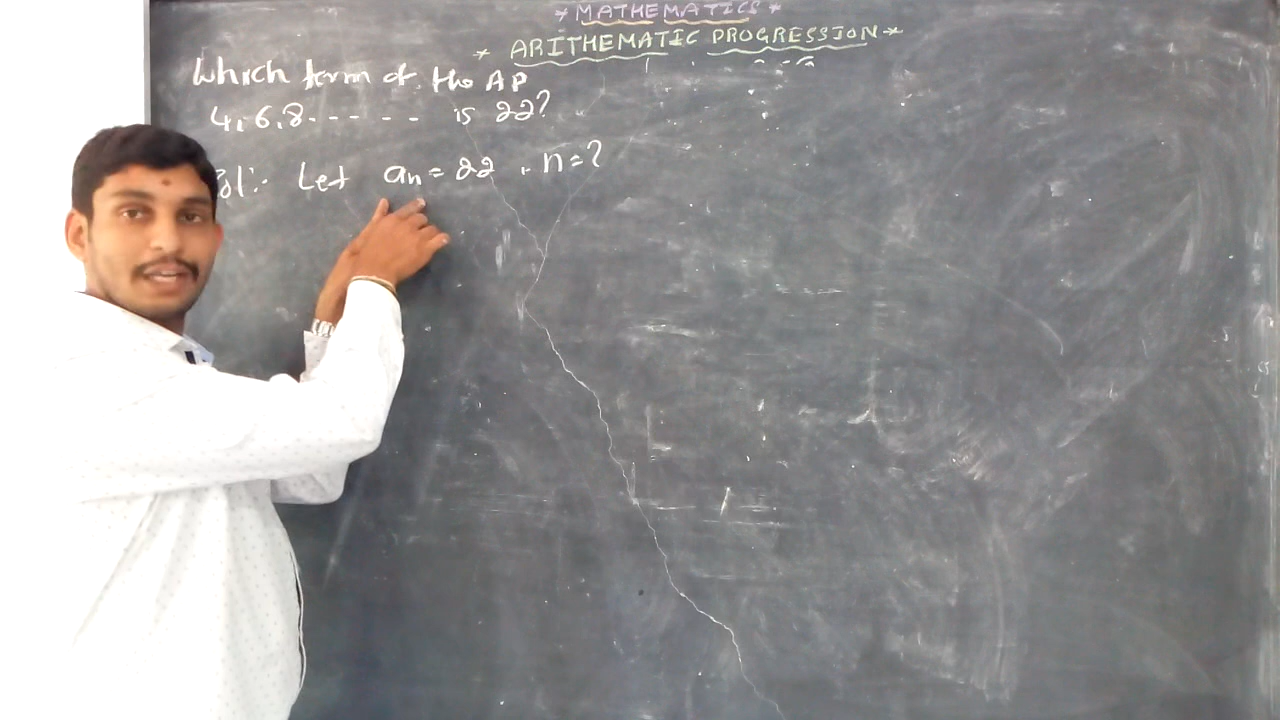 * MATHEMATICS *
* ARITHEMATIC PROGRESSION *
Which term of the AP
4, 6, 8 - - - - - - is 22?
Sol:- Let an = 22, n = ?